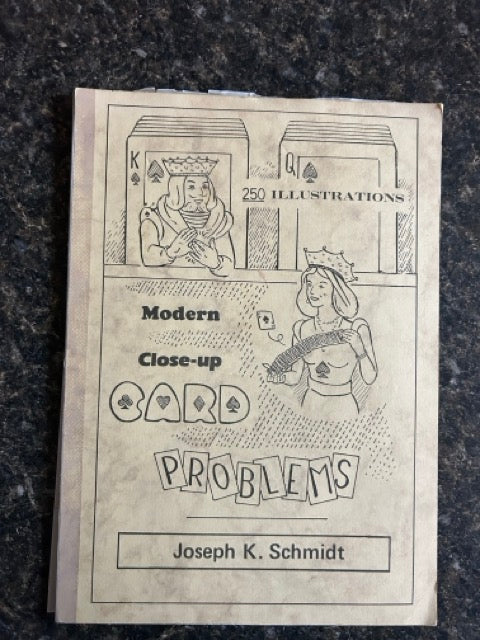 K
Q
250 ILLUSTRATIONS
Modern
Close-up
CARD
PROBLEMS
Joseph K. Schmidt